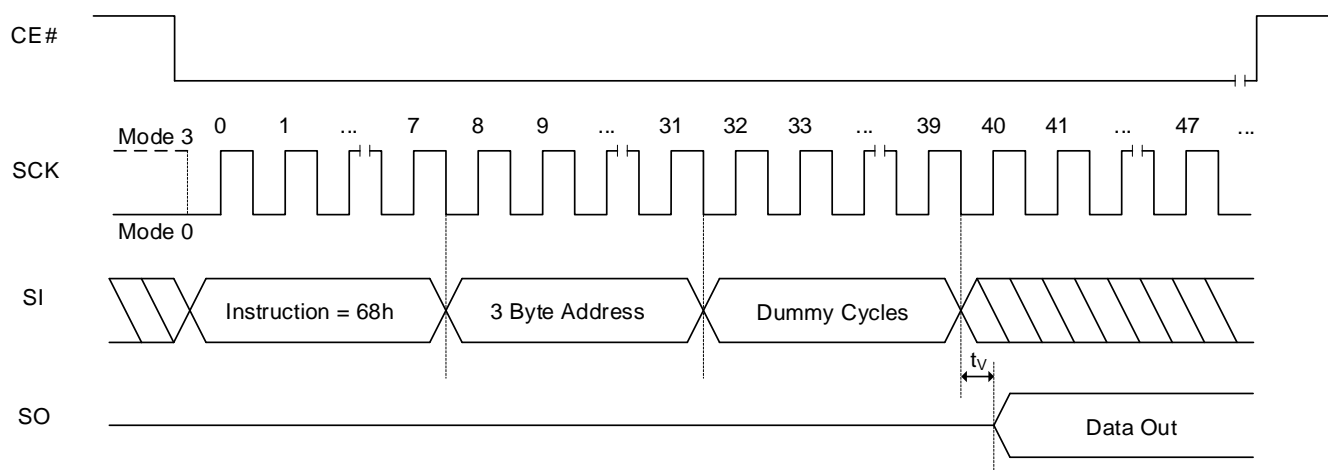 CE#
Mode 3
0 1 ... 7 8 9 ... 31 32 33 ... 39 40 41 ... 47 ...
SCK
Mode 0
SI
Instruction = 68h
3 Byte Address
Dummy Cycles
tV
SO
Data Out